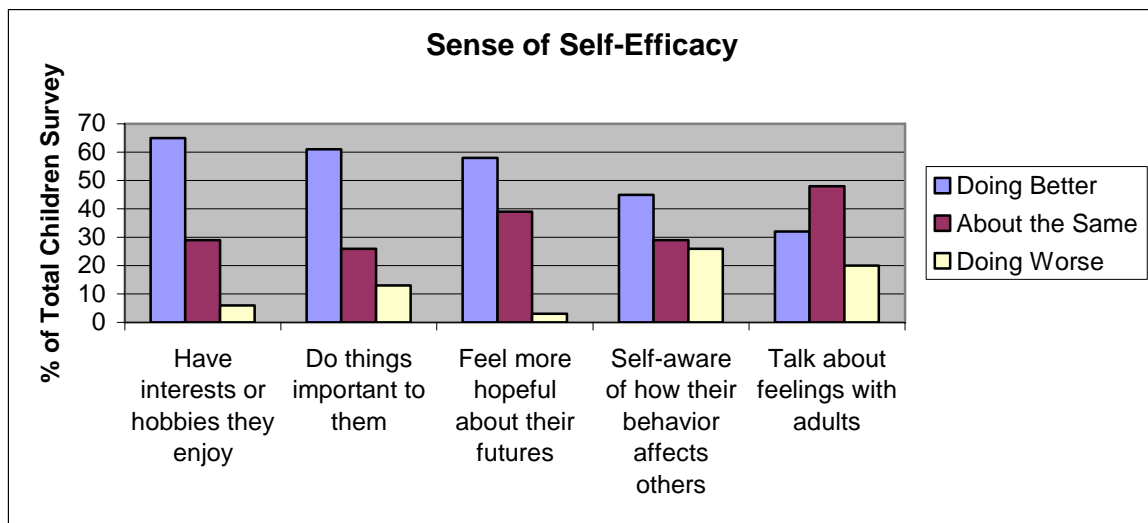 Sense of Self-Efficacy
% of Total Children Survey
70
60
50
40
30
20
10
0
Have
interests or
hobbies they
enjoy
Do things
important to
them
Feel more
hopeful
about their
futures
Self-aware
of how their
behavior
affects
others
Talk about
feelings with
adults
Doing Better
About the Same
Doing Worse